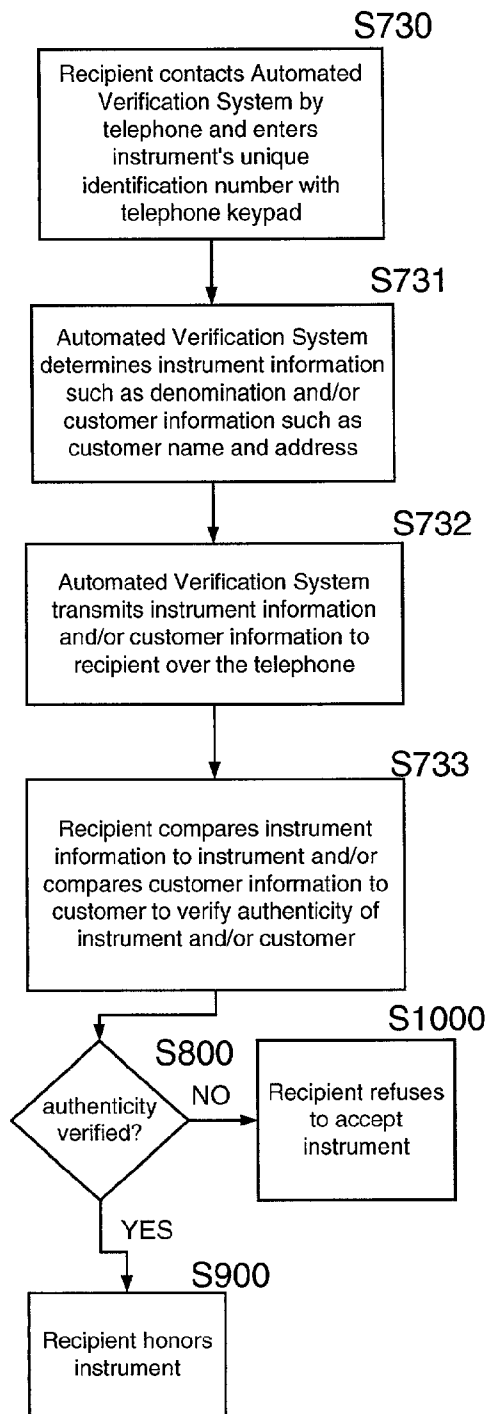 S730
Recipient contacts Automated
Verification System by
telephone and enters
instrument's unique
identification number with
telephone keypad
S731
Automated Verification System
determines instrument information
such as denomination and/or
customer information such as
customer name and address
S732
Automated Verification System
transmits instrument information
and/or customer information to
recipient over the telephone
S733
Recipient compares instrument
information to instrument and/or
compares customer information to
customer to verify authenticity of
instrument and/or customer
S800
authenticity
verified?
NO
S1000
Recipient refuses
to accept
instrument
YES
S900
Recipient honors
instrument